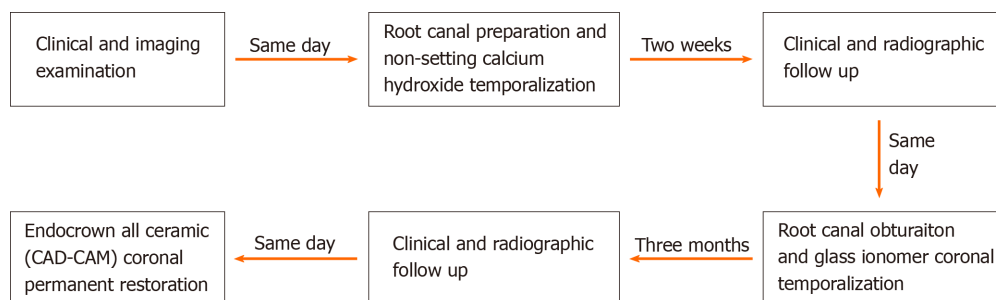 Clinical and imaging
examination
Same day
Root canal preparation and
non-setting calcium
hydroxide temporalization
Two weeks
Clinical and radiographic
follow up
Same
day
Root canal obturaiton
and glass ionomer coronal
temporalization
Three months
Clinical and radiographic
follow up
Same day
Endocrown all ceramic
(CAD-CAM) coronal
permanent restoration